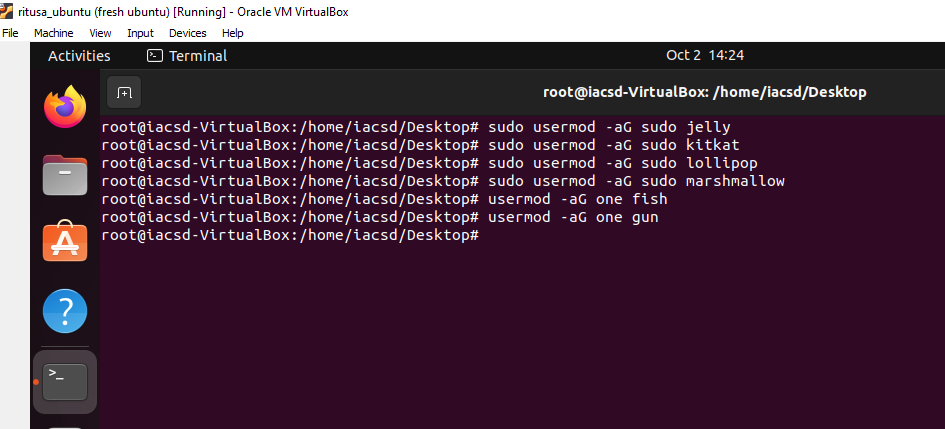 ritusa_ubuntu (fresh ubuntu) [Running] - Oracle VM VirtualBox
File Machine View Input Devices Help
Activities Terminal Oct 2 14:24
root@iacsd-VirtualBox: /home/iacsd/Desktop
root@iacsd-VirtualBox:/home/iacsd/Desktop# sudo usermod -aG sudo jelly
root@iacsd-VirtualBox:/home/iacsd/Desktop# sudo usermod -aG sudo kitkat
root@iacsd-VirtualBox:/home/iacsd/Desktop# sudo usermod -aG sudo lollipop
root@iacsd-VirtualBox:/home/iacsd/Desktop# sudo usermod -aG sudo marshmallow
root@iacsd-VirtualBox:/home/iacsd/Desktop# usermod -aG one fish
root@iacsd-VirtualBox:/home/iacsd/Desktop# usermod -aG one gun
root@iacsd-VirtualBox:/home/iacsd/Desktop#